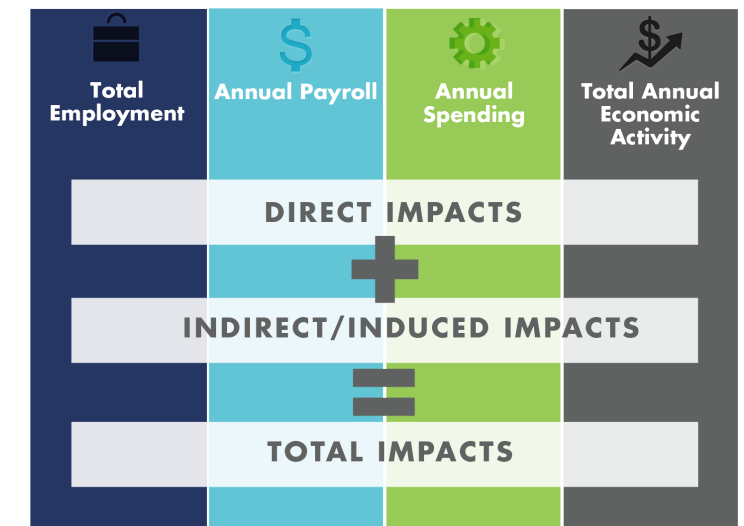 Total
Employment
Annual Payroll
Annual
Spending
Total Annual
Economic
Activity
DIRECT IMPACTS
+
INDIRECT/INDUCED IMPACTS
=
TOTAL IMPACTS